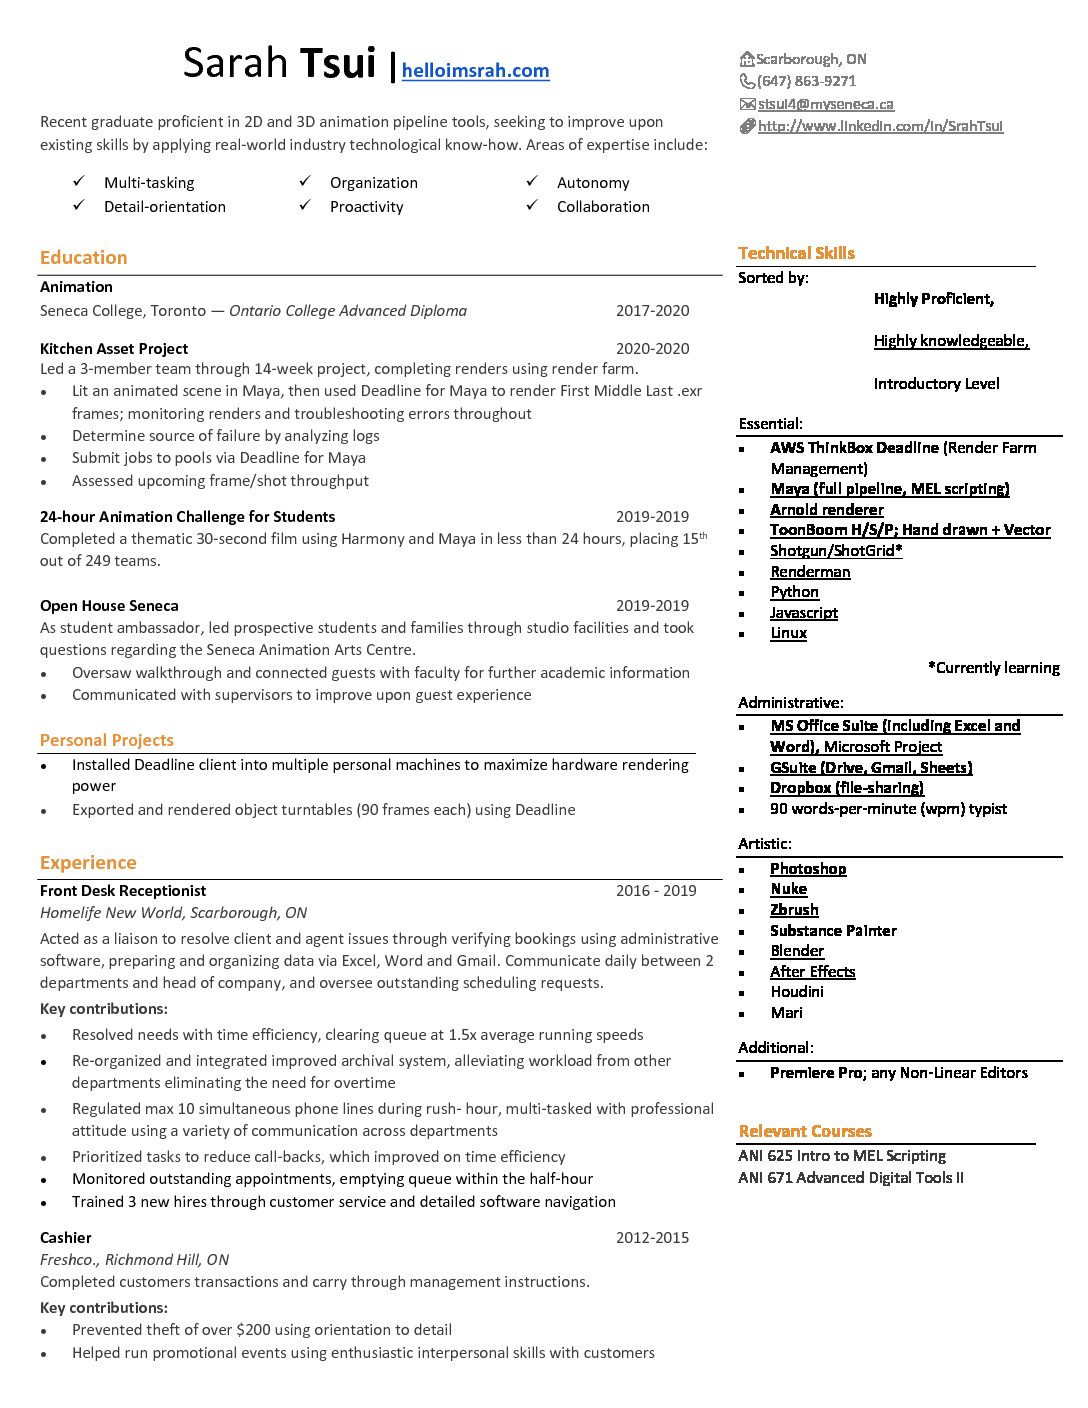 Sarah Tsui | helloimsrah.com
Recent graduate proficient in 2D and 3D animation pipeline tools, seeking to improve upon
existing skills by applying real-world industry technological know-how. Areas of expertise include:
✓ Multi-tasking ✓ Organization ✓ Autonomy
✓ Detail-orientation ✓ Proactivity ✓ Collaboration
Scarborough, ON
(647) 863-9271
stsui4@myseneca.ca
http://www.linkedin.com/in/SrahTsui
Education
Animation
Seneca College, Toronto — Ontario College Advanced Diploma 2017-2020
Kitchen Asset Project 2020-2020
Led a 3-member team through 14-week project, completing renders using render farm.
• Lit an animated scene in Maya, then used Deadline for Maya to render First Middle Last .exr
frames; monitoring renders and troubleshooting errors throughout
• Determine source of failure by analyzing logs
• Submit jobs to pools via Deadline for Maya
• Assessed upcoming frame/shot throughput
24-hour Animation Challenge for Students 2019-2019
Completed a thematic 30-second film using Harmony and Maya in less than 24 hours, placing 15th
out of 249 teams.
Open House Seneca 2019-2019
As student ambassador, led prospective students and families through studio facilities and took
questions regarding the Seneca Animation Arts Centre.
• Oversaw walkthrough and connected guests with faculty for further academic information
• Communicated with supervisors to improve upon guest experience
Personal Projects
• Installed Deadline client into multiple personal machines to maximize hardware rendering
power
• Exported and rendered object turntables (90 frames each) using Deadline
Experience
Front Desk Receptionist 2016 - 2019
Homelife New World, Scarborough, ON
Acted as a liaison to resolve client and agent issues through verifying bookings using administrative
software, preparing and organizing data via Excel, Word and Gmail. Communicate daily between 2
departments and head of company, and oversee outstanding scheduling requests.
Key contributions:
• Resolved needs with time efficiency, clearing queue at 1.5x average running speeds
• Re-organized and integrated improved archival system, alleviating workload from other
departments eliminating the need for overtime
• Regulated max 10 simultaneous phone lines during rush- hour, multi-tasked with professional
attitude using a variety of communication across departments
• Prioritized tasks to reduce call-backs, which improved on time efficiency
• Monitored outstanding appointments, emptying queue within the half-hour
• Trained 3 new hires through customer service and detailed software navigation
Cashier 2012-2015
Freshco., Richmond Hill, ON
Completed customers transactions and carry through management instructions.
Key contributions:
• Prevented theft of over $200 using orientation to detail
• Helped run promotional events using enthusiastic interpersonal skills with customers
Technical Skills
Sorted by:
Highly Proficient,
Highly knowledgeable,
Introductory Level
Essential:
▪ AWS ThinkBox Deadline (Render Farm
Management)
▪ Maya (full pipeline, MEL scripting)
▪ Arnold renderer
▪ ToonBoom H/S/P; Hand drawn + Vector
▪ Shotgun/ShotGrid*
▪ Renderman
▪ Python
▪ Javascript
▪ Linux
*Currently learning
Administrative:
▪ MS Office Suite (including Excel and
Word), Microsoft Project
▪ GSuite (Drive, Gmail, Sheets)
▪ Dropbox (file-sharing)
▪ 90 words-per-minute (wpm) typist
Artistic:
▪ Photoshop
▪ Nuke
▪ Zbrush
▪ Substance Painter
▪ Blender
▪ After Effects
▪ Houdini
▪ Mari
Additional:
▪ Premiere Pro; any Non-Linear Editors
Relevant Courses
ANI 625 Intro to MEL Scripting
ANI 671 Advanced Digital Tools II